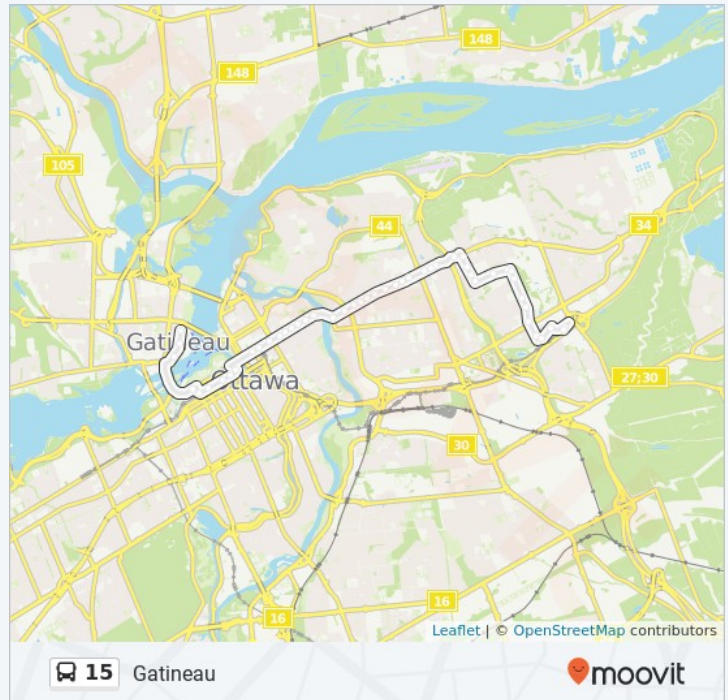 148
148
105
44
34
Gatineau
Ottawa
27;30
30
16
16
Leaflet | © OpenStreetMap contributors
15 Gatineau
moovit